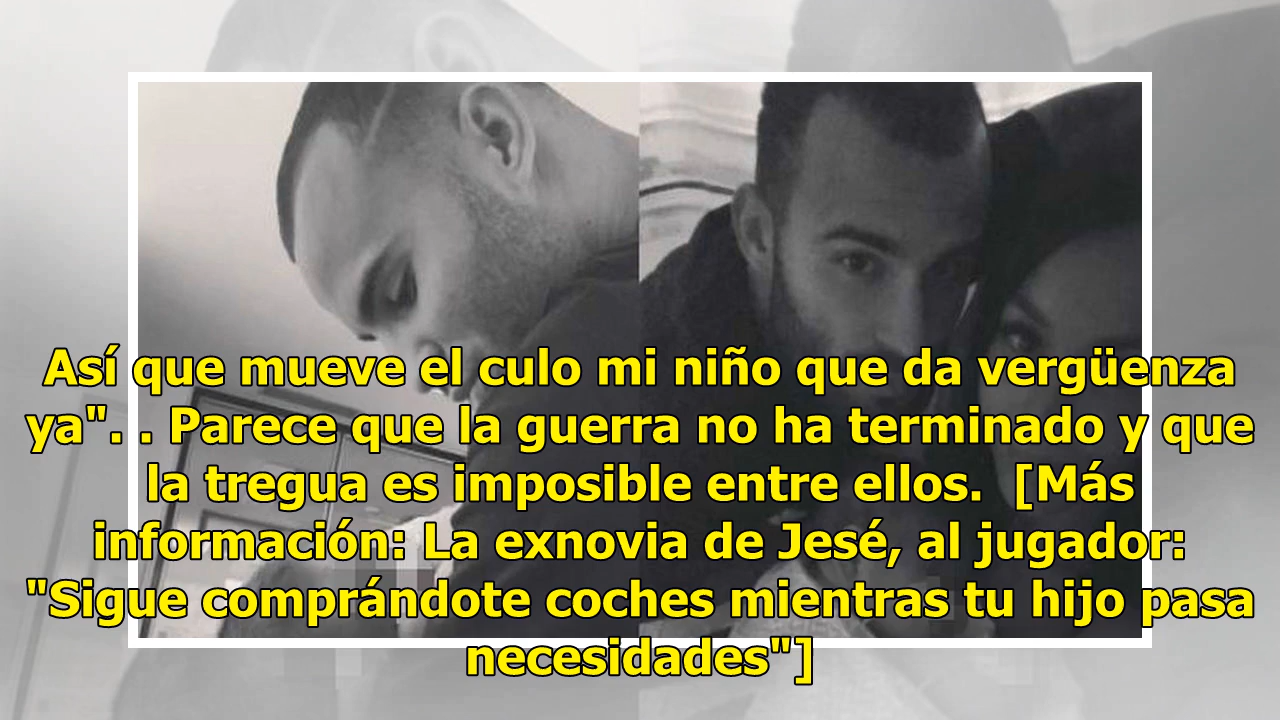 Así que mueve el culo mi niño que da vergüenza
ya". . Parece que la guerra no ha terminado y que
la tregua es imposible entre ellos.  [Más
información: La exnovia de Jesé, al jugador:
"Sigue comprándote coches mientras tu hijo pasa
necesidades"]